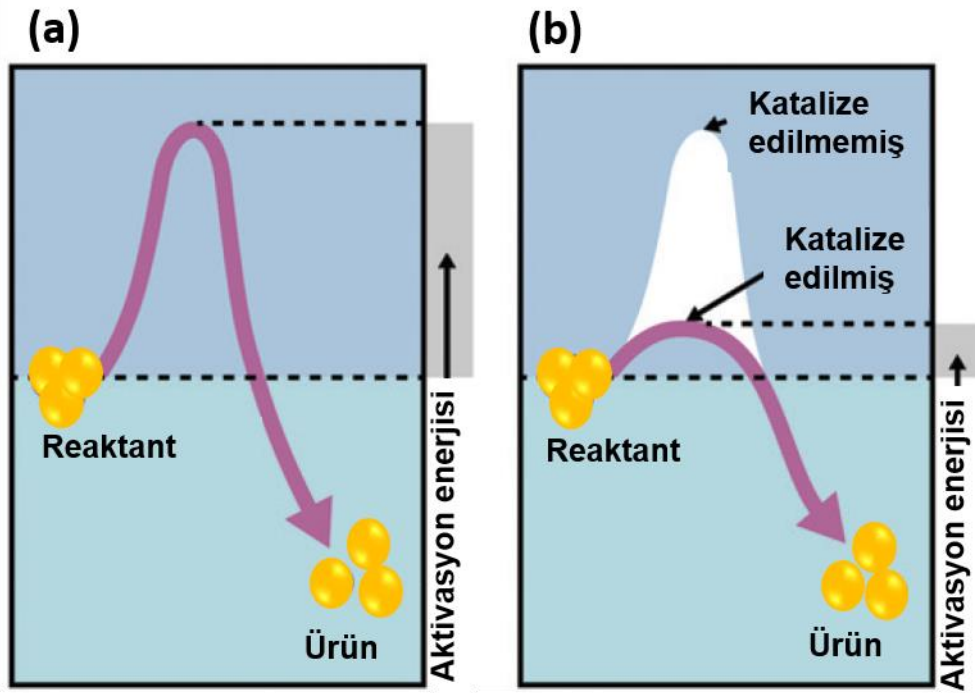 (a)
Reaktant
Ürün
Aktivasyon enerjisi
(b)
Katalize
edilmemiş
Katalize
edilmiş
Reaktant
Ürün
Aktivasyon enerjisi